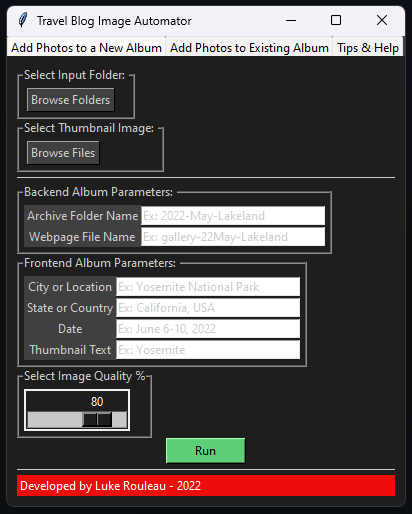 Travel Blog Image Automator
Add Photos to a New Album Add Photos to Existing Album Tips & Help
Select Input Folder:
Browse Folders
Select Thumbnail Image:
Browse Files
Backend Album Parameters:
Archive Folder Name Ex: 2022-May-Lakeland
Webpage File Name Ex: gallery-22May-Lakeland
Frontend Album Parameters:
City or Location Ex: Yosemite National Park
State or Country Ex: California, USA
Date Ex: June 6-10, 2022
Thumbnail Text Ex: Yosemite
Select Image Quality %
80
Run
Developed by Luke Rouleau - 2022